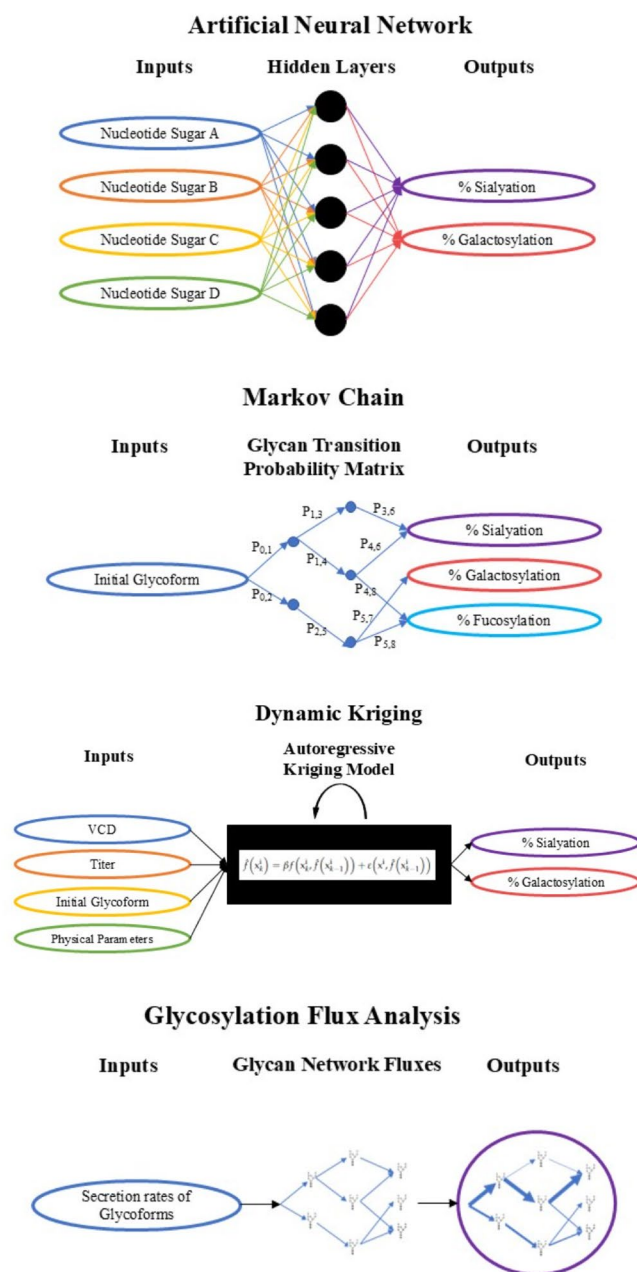 Artificial Neural Network
Inputs Hidden Layers Outputs
Nucleotide Sugar A
Nucleotide Sugar B
Nucleotide Sugar C
Nucleotide Sugar D
% Sialyation
% Galactosylation
Markov Chain
Inputs
Glycan Transition
Probability Matrix
Outputs
Initial Glycoform
P0,1
P0,2
P1,3
P1,4
P2,5
P3,6
P4,6
P4,8
P5,7
P5,8
% Sialyation
% Galactosylation
% Fucosylation
Dynamic Kriging
Inputs
Autoregressive
Kriging Model
Outputs
VCD
Titer
Initial Glycoform
Physical Parameters
% Sialyation
% Galactosylation
Glycosylation Flux Analysis
Inputs Glycan Network Fluxes Outputs
Secretion rates of
Glycoforms